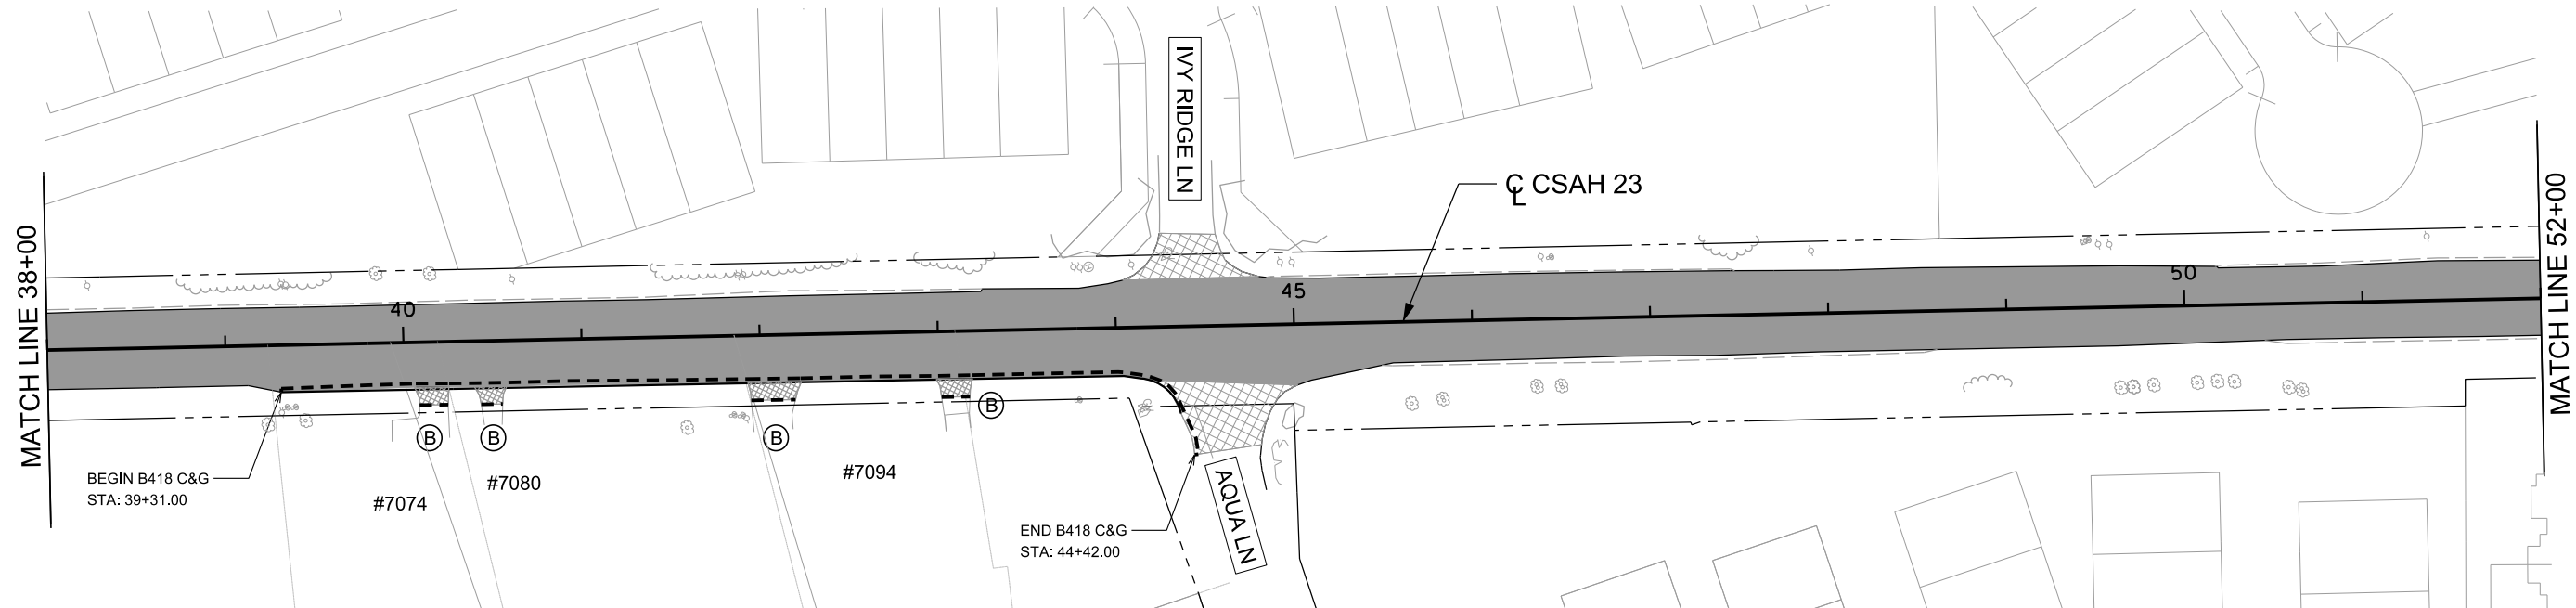 MATCH LINE 38+00
IVY RIDGE LN
CL CSAH 23
MATCH LINE 52+00
40
45
50
B
B
B
B
BEGIN B418 C&G
STA: 39+31.00
#7074
#7080
#7094
END B418 C&G
STA: 44+42.00
AQUA LN